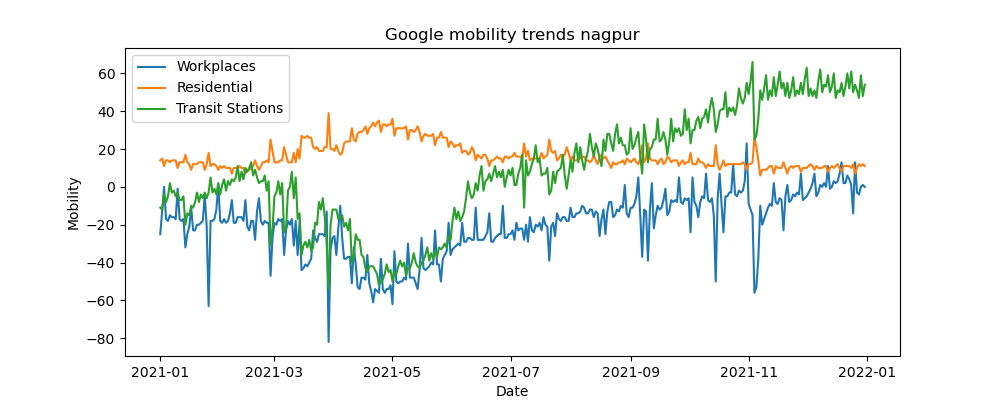 Google mobility trends nagpur
Workplaces
Residential
Transit Stations
60
40
20
0
−20
−40
−60
−80
Mobility
2021-01 2021-03 2021-05 2021-07 2021-09 2021-11 2022-01
Date